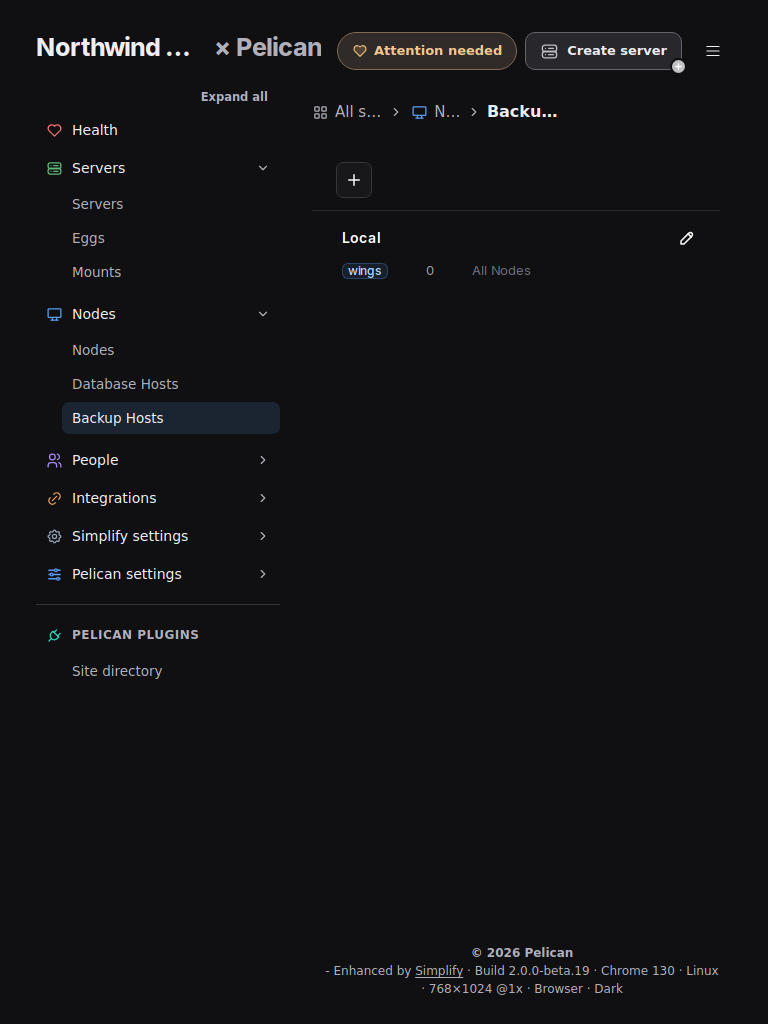 Northwind ... × Pelican
Attention needed
Create server
Expand all
All s... > N... > Backu...
Health
Servers
Servers
Eggs
Mounts
Nodes
Nodes
Database Hosts
Backup Hosts
People
Integrations
Simplify settings
Pelican settings
PELICAN PLUGINS
Site directory
Local
wings 0 All Nodes
© 2026 Pelican
- Enhanced by Simplify · Build 2.0.0-beta.19 · Chrome 130 · Linux
· 768×1024 @1x · Browser · Dark